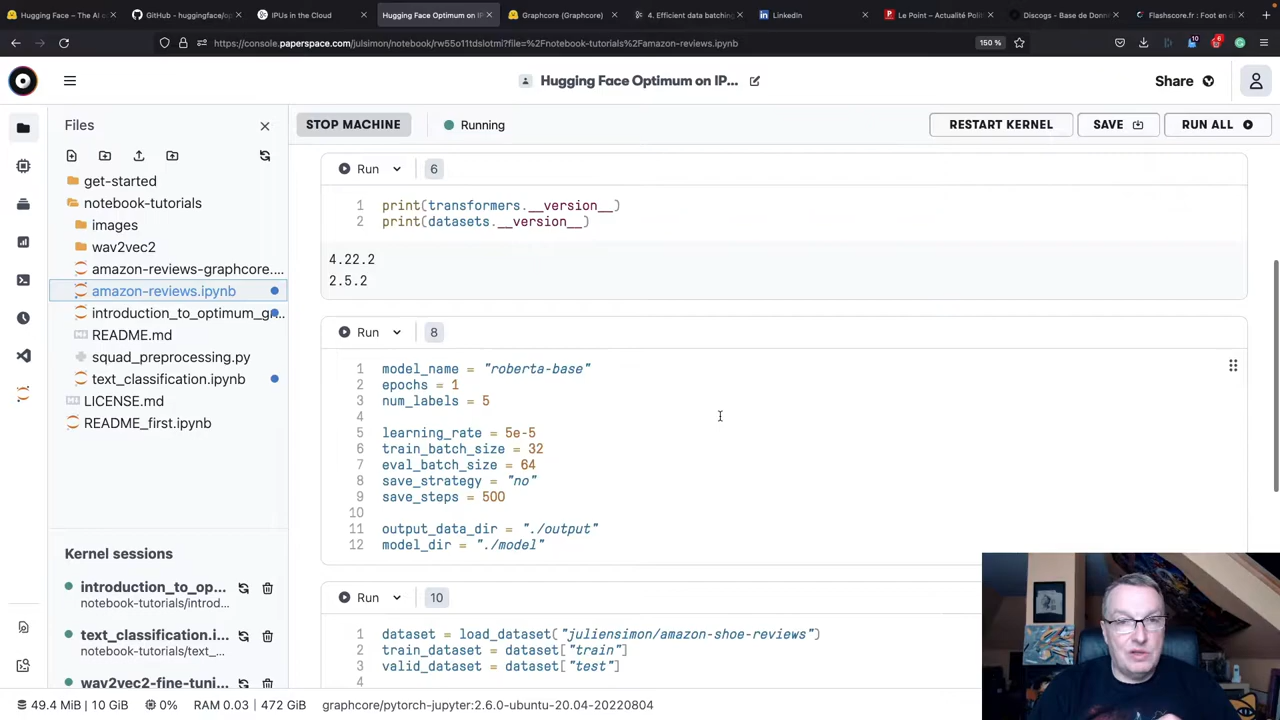 Hugging Face – The AI c
GitHub - huggingface/op
IPUs in the Cloud
Hugging Face Optimum on IP
Graphcore (Graphcore)
4. Efficient data batching
LinkedIn
Le Point – Actualité Poli
Discogs - Base de Donn
Flashscore.fr : Foot en di
https://console.paperspace.com/julsimon/notebook/rw55o11tdslotmi?file=%2Fnotebook-tutorials%2Famazon-reviews.ipynb
150 %
Hugging Face Optimum on IP...
Share
Files
STOP MACHINE
Running
RESTART KERNEL
SAVE
RUN ALL
get-started
notebook-tutorials
images
wav2vec2
amazon-reviews-graphcore....
amazon-reviews.ipynb
introduction_to_optimum_gr...
README.md
squad_preprocessing.py
text_classification.ipynb
LICENSE.md
README_first.ipynb
Kernel sessions
introduction_to_op...
notebook-tutorials/introd...
text_classification.i...
notebook-tutorials/text_...
wav2vec2-fine-tuni...
Run
6
1 print(transformers.__version__)
2 print(datasets.__version__)
4.22.2
2.5.2
Run
8
1 model_name = "roberta-base"
2 epochs = 1
3 num_labels = 5
4
5 learning_rate = 5e-5
6 train_batch_size = 32
7 eval_batch_size = 64
8 save_strategy = "no"
9 save_steps = 500
10
11 output_data_dir = "./output"
12 model_dir = "./model"
Run
10
1 dataset = load_dataset("juliensimon/amazon-shoe-reviews")
2 train_dataset = dataset["train"]
3 valid_dataset = dataset["test"]
4
49.4 MiB | 10 GiB
0%
RAM 0.03 | 472 GiB
graphcore/pytorch-jupyter:2.6.0-ubuntu-20.04-20220804